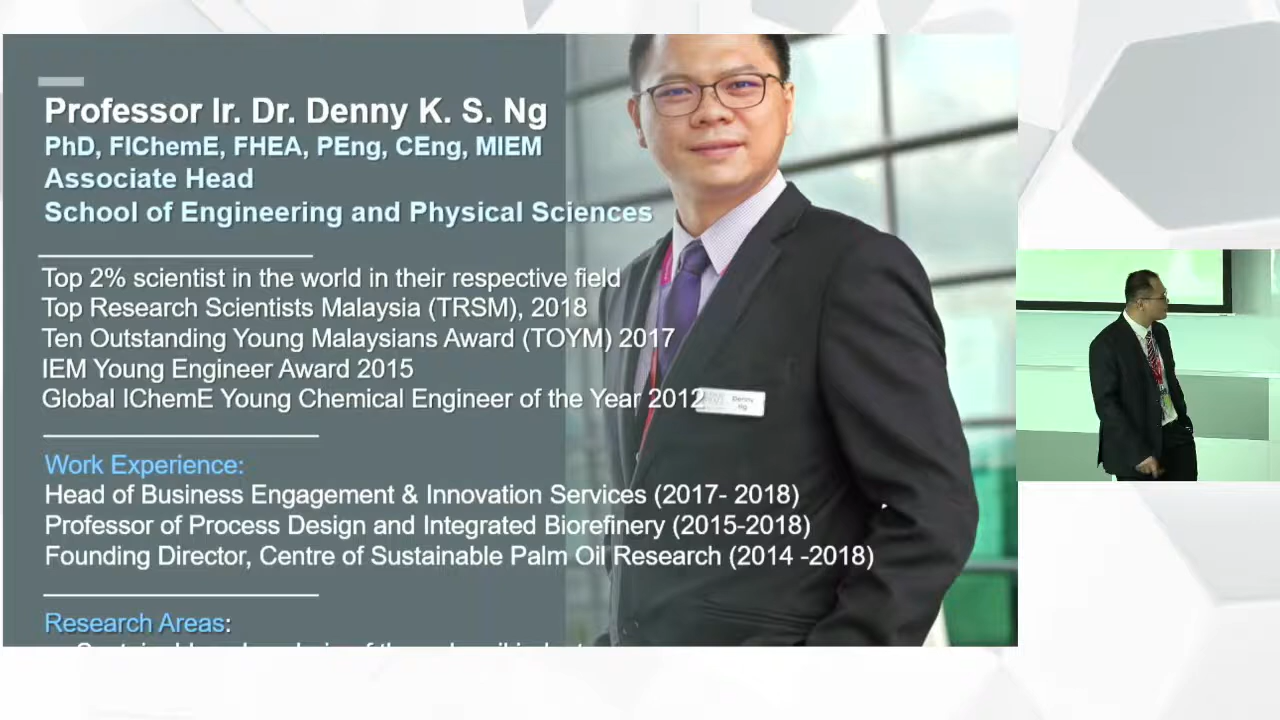 Professor Ir. Dr. Denny K. S. Ng
PhD, FIChemE, FHEA, PEng, CEng, MIEM
Associate Head
School of Engineering and Physical Sciences
Top 2% scientist in the world in their respective field
Top Research Scientists Malaysia (TRSM), 2018
Ten Outstanding Young Malaysians Award (TOYM) 2017
IEM Young Engineer Award 2015
Global IChemE Young Chemical Engineer of the Year 2012
Denny
Ng
Work Experience:
Head of Business Engagement & Innovation Services (2017- 2018)
Professor of Process Design and Integrated Biorefinery (2015-2018)
Founding Director, Centre of Sustainable Palm Oil Research (2014 -2018)
Research Areas: